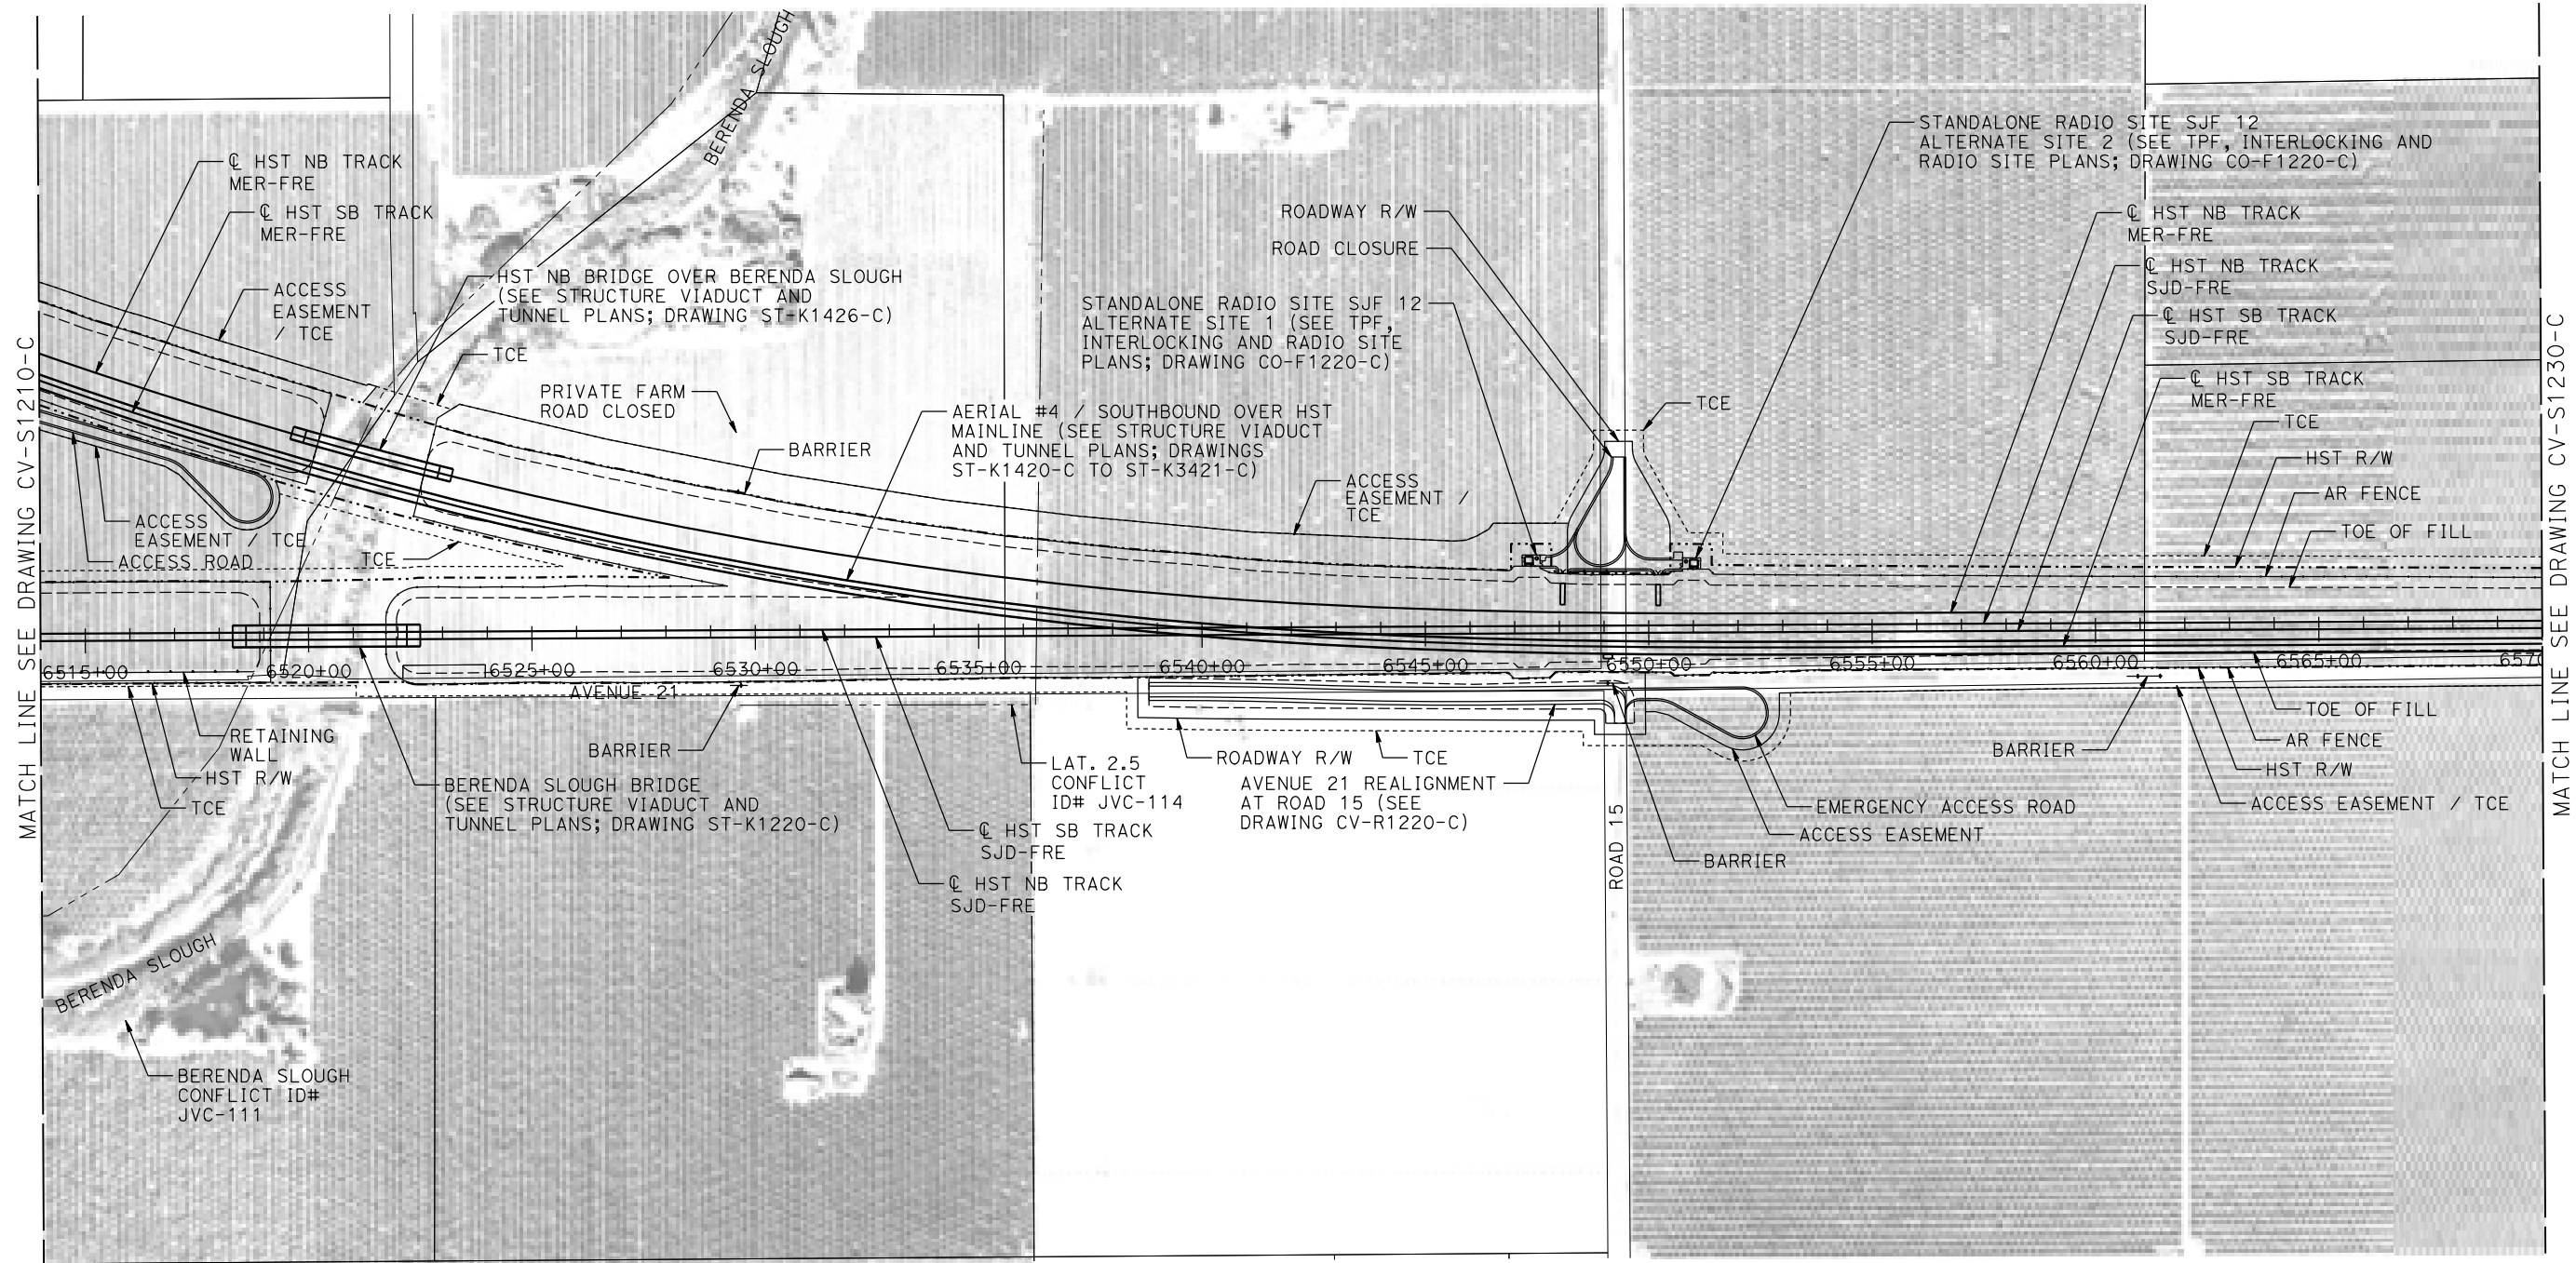 MATCH LINE SEE DRAWING CV-S1210-C
℄ HST NB TRACK
MER-FRE
℄ HST SB TRACK
MER-FRE
ACCESS
EASEMENT
/ TCE
BERENDA SLOUGH
HST NB BRIDGE OVER BERENDA SLOUGH
(SEE STRUCTURE VIADUCT AND
TUNNEL PLANS; DRAWING ST-K1426-C)
TCE
PRIVATE FARM
ROAD CLOSED
BARRIER
AERIAL #4 / SOUTHBOUND OVER HST
MAINLINE (SEE STRUCTURE VIADUCT
AND TUNNEL PLANS; DRAWINGS
ST-K1420-C TO ST-K3421-C)
ROADWAY R/W
ROAD CLOSURE
STANDALONE RADIO SITE SJF 12
ALTERNATE SITE 1 (SEE TPF,
INTERLOCKING AND RADIO SITE
PLANS; DRAWING CO-F1220-C)
ACCESS
EASEMENT /
TCE
TCE
STANDALONE RADIO SITE SJF 12
ALTERNATE SITE 2 (SEE TPF, INTERLOCKING AND
RADIO SITE PLANS; DRAWING CO-F1220-C)
℄ HST NB TRACK
MER-FRE
℄ HST NB TRACK
SJD-FRE
℄ HST SB TRACK
SJD-FRE
℄ HST SB TRACK
MER-FRE
TCE
HST R/W
AR FENCE
TOE OF FILL
ACCESS
EASEMENT / TCE
ACCESS ROAD
TCE
6515+00
6520+00
6525+00
6530+00
6535+00
6540+00
6545+00
6550+00
6555+00
6560+00
6565+00
6570
AVENUE 21
RETAINING
WALL
HST R/W
TCE
BERENDA SLOUGH BRIDGE
(SEE STRUCTURE VIADUCT AND
TUNNEL PLANS; DRAWING ST-K1220-C)
BARRIER
LAT. 2.5
CONFLICT
ID# JVC-114
℄ HST SB TRACK
SJD-FRE
℄ HST NB TRACK
SJD-FRE
ROADWAY R/W
TCE
AVENUE 21 REALIGNMENT
AT ROAD 15 (SEE
DRAWING CV-R1220-C)
ROAD 15
BARRIER
EMERGENCY ACCESS ROAD
ACCESS EASEMENT
BARRIER
TOE OF FILL
AR FENCE
HST R/W
ACCESS EASEMENT / TCE
BERENDA SLOUGH
BERENDA SLOUGH
CONFLICT ID#
JVC-111
MATCH LINE SEE DRAWING CV-S1230-C